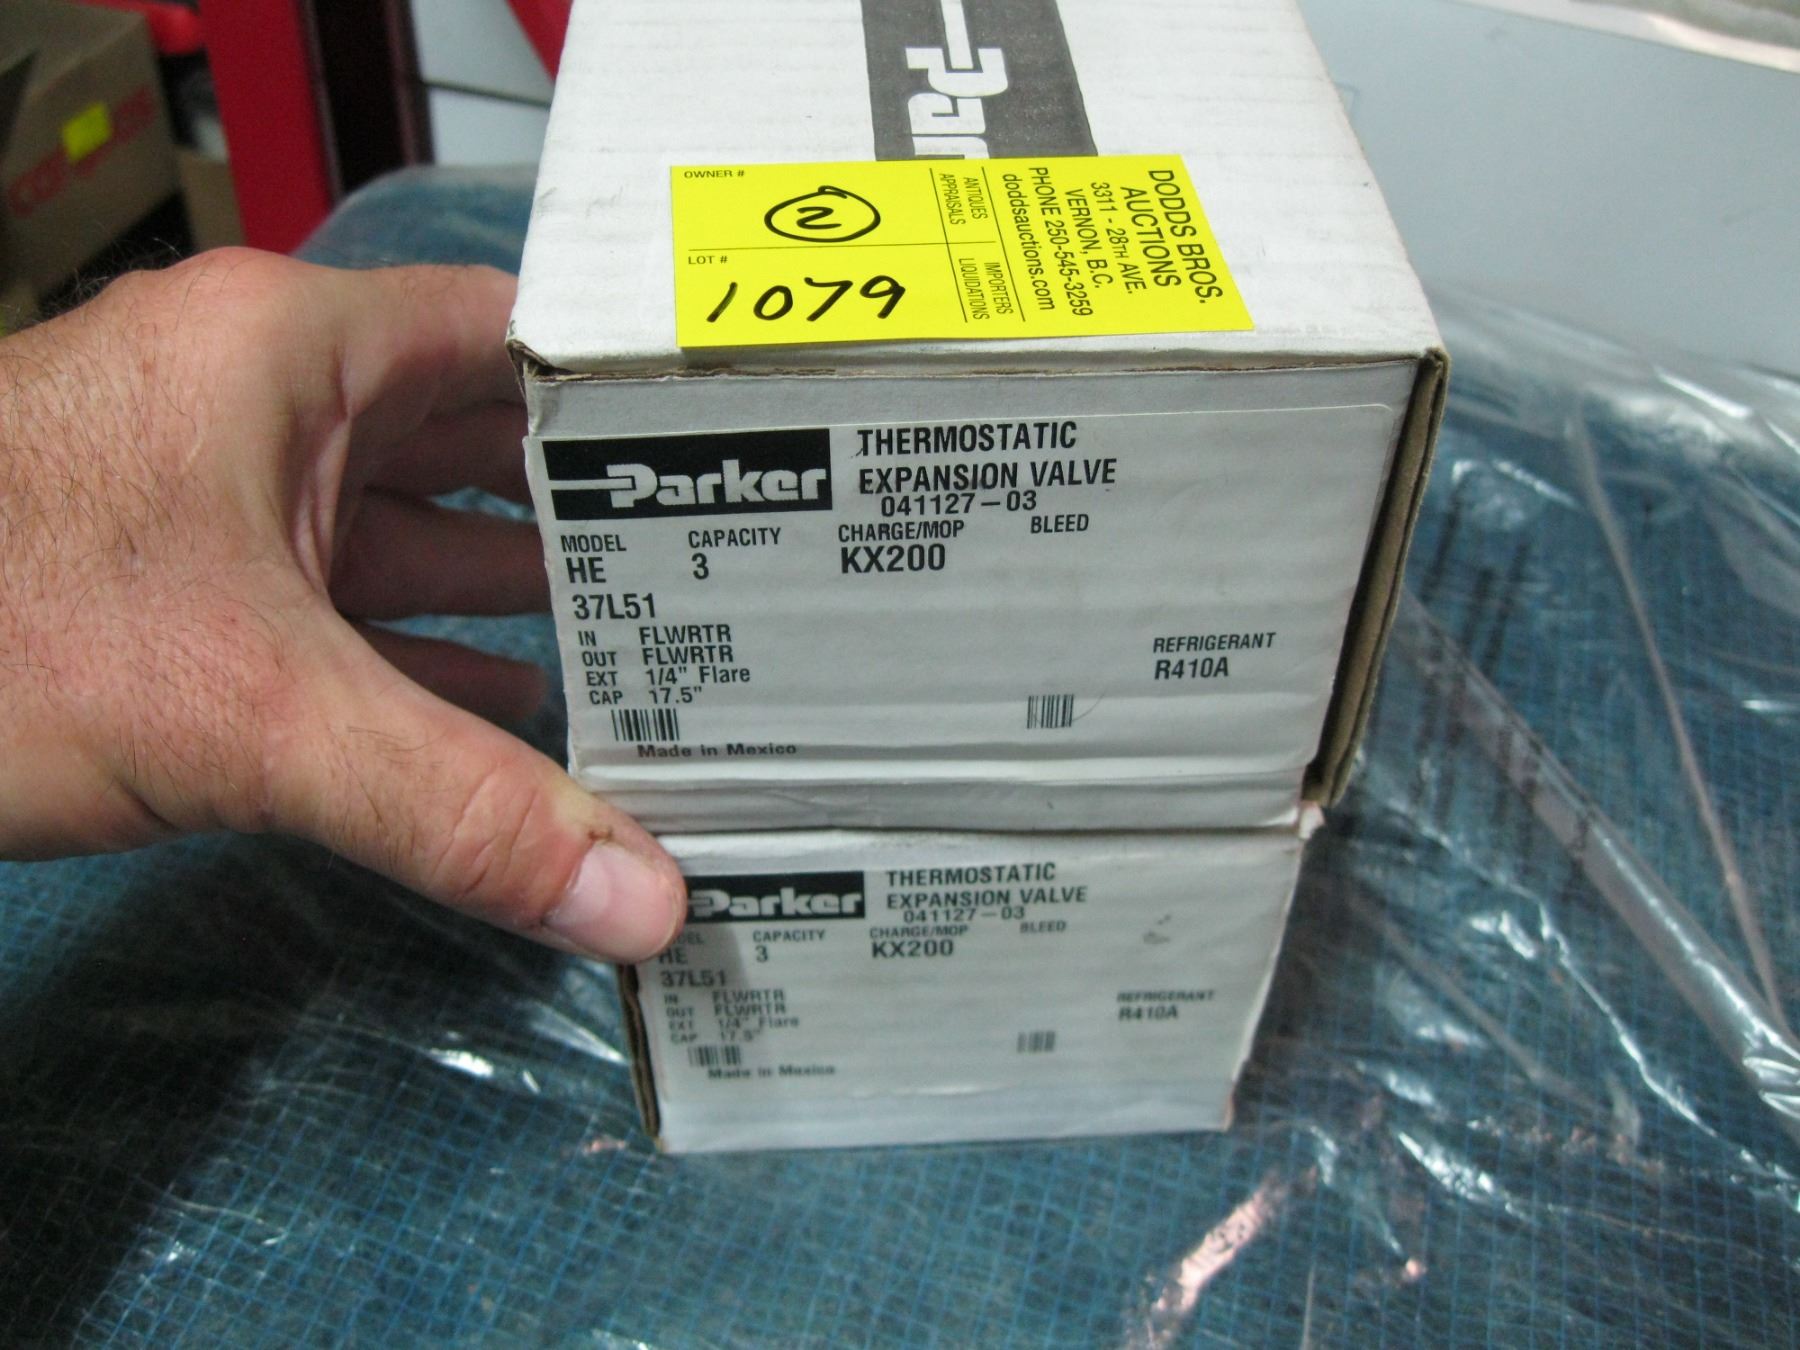 Par
OWNER #
2
LOT #
1079
ANTIQUES IMPORTERS
APPRAISALS LIQUIDATIONS
DODDS BROS.
AUCTIONS
3311 - 28TH AVE.
VERNON, B.C.
PHONE 250-545-3259
doddsauctions.com
Parker
THERMOSTATIC
EXPANSION VALVE
041127-03
MODEL CAPACITY CHARGE/MOP BLEED
HE 3 KX200
37L51
IN FLWRTR
OUT FLWRTR
EXT 1/4" Flare
CAP 17.5"
REFRIGERANT
R410A
Made in Mexico
Parker
THERMOSTATIC
EXPANSION VALVE
041127-03
CAPACITY CHARGE/MOP BLEED
HE 3 KX200
37L51
IN FLWRTR
OUT FLWRTR
EXT 1/4" Flare
CAP 17.5"
REFRIGERANT
R410A
Made in Mexico